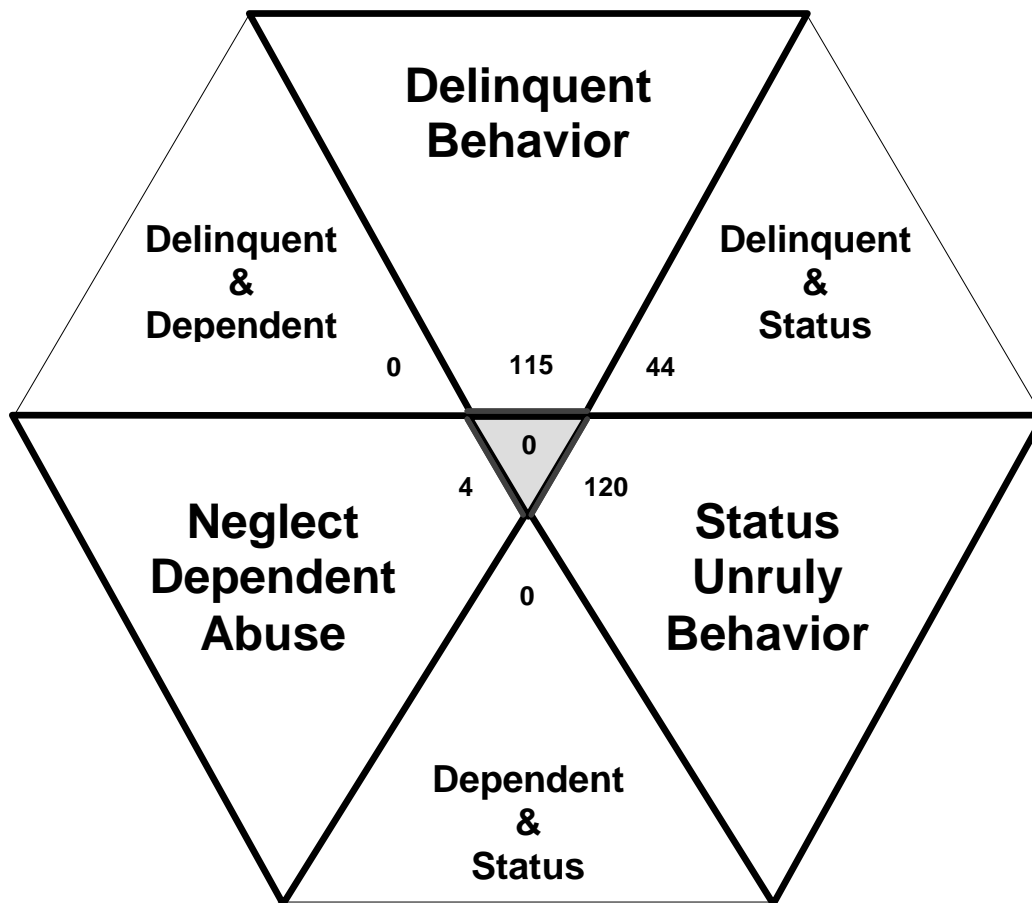 Delinquent
Behavior
Delinquent
&
Dependent
Delinquent
&
Status
0
115
44
0
4
120
Neglect
Dependent
Abuse
Status
Unruly
Behavior
0
Dependent
&
Status